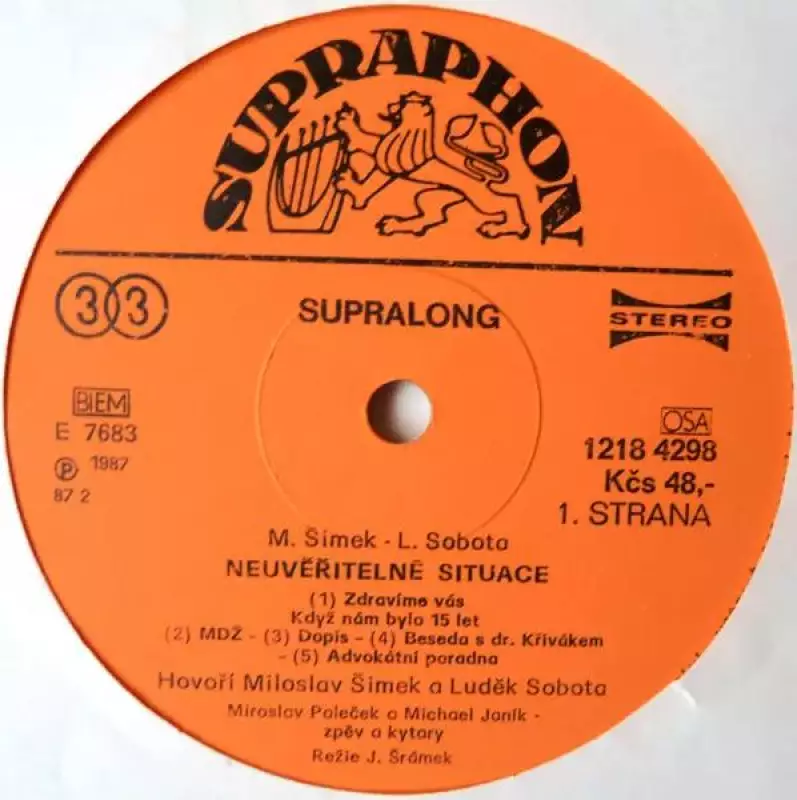 SUPRAPHON
33
SUPRALONG
STEREO
BIEM
E 7683
℗ 1987
87 2
OSA
1218 4298
Kčs 48,-
1. STRANA
M. Šimek - L. Sobota
NEUVĚŘITELNÉ SITUACE
(1) Zdravíme vás
Když nám bylo 15 let
(2) MDŽ - (3) Dopis - (4) Beseda s dr. Křivákem
- (5) Advokátní poradna
Hovoří Miloslav Šimek a Luděk Sobota
Miroslav Paleček a Michael Janík -
zpěv a kytary
Režie J. Šrámek